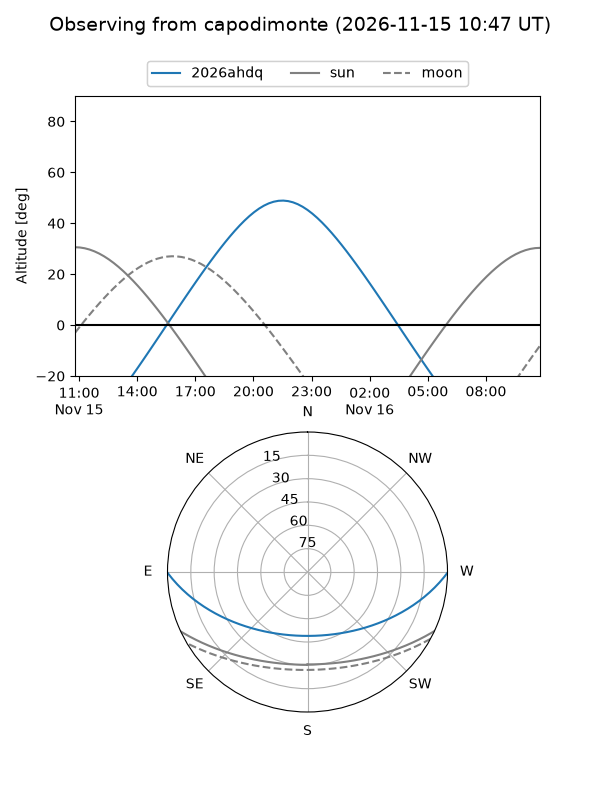 Observing from capodimonte (2026-11-15 10:47 UT)
2026ahdq sun moon
80
60
40
20
0
−20
Altitude [deg]
11:00 14:00 17:00 20:00 23:00 02:00 05:00 08:00
Nov 15 Nov 16
N
NE NW
15
30
45
60
75
E W
SE SW
S